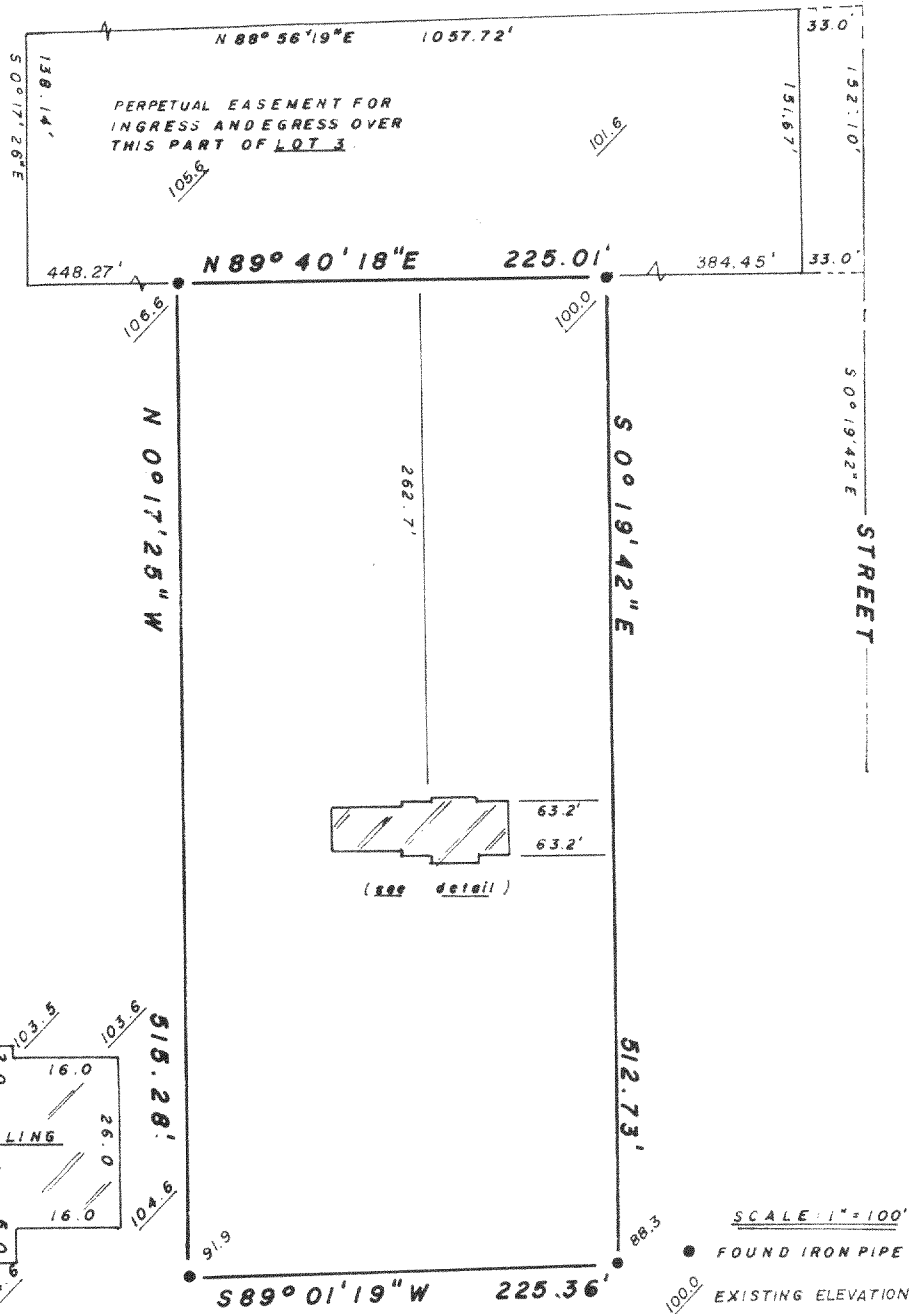 N 88° 56' 19" E 1057.72'
33.0'
138.14'
S 0° 17' 26" E
PERPETUAL EASEMENT FOR
INGRESS AND EGRESS OVER
THIS PART OF LOT 3
105.6
101.6
151.67'
152.10'
448.27'
N 89° 40' 18" E 225.01'
384.45'
33.0'
106.6
100.0
N 0° 17' 25" W
262.7'
S 0° 19' 42" E
S 0° 19' 42" E
STREET
63.2'
63.2'
(see detail)
103.5
103.6
16.0
LING
26.0
16.0
6.0
104.6
515.28'
512.73'
91.9
88.3
S 89° 01' 19" W 225.36'
SCALE: 1" = 100'
FOUND IRON PIPE
100.0 EXISTING ELEVATION